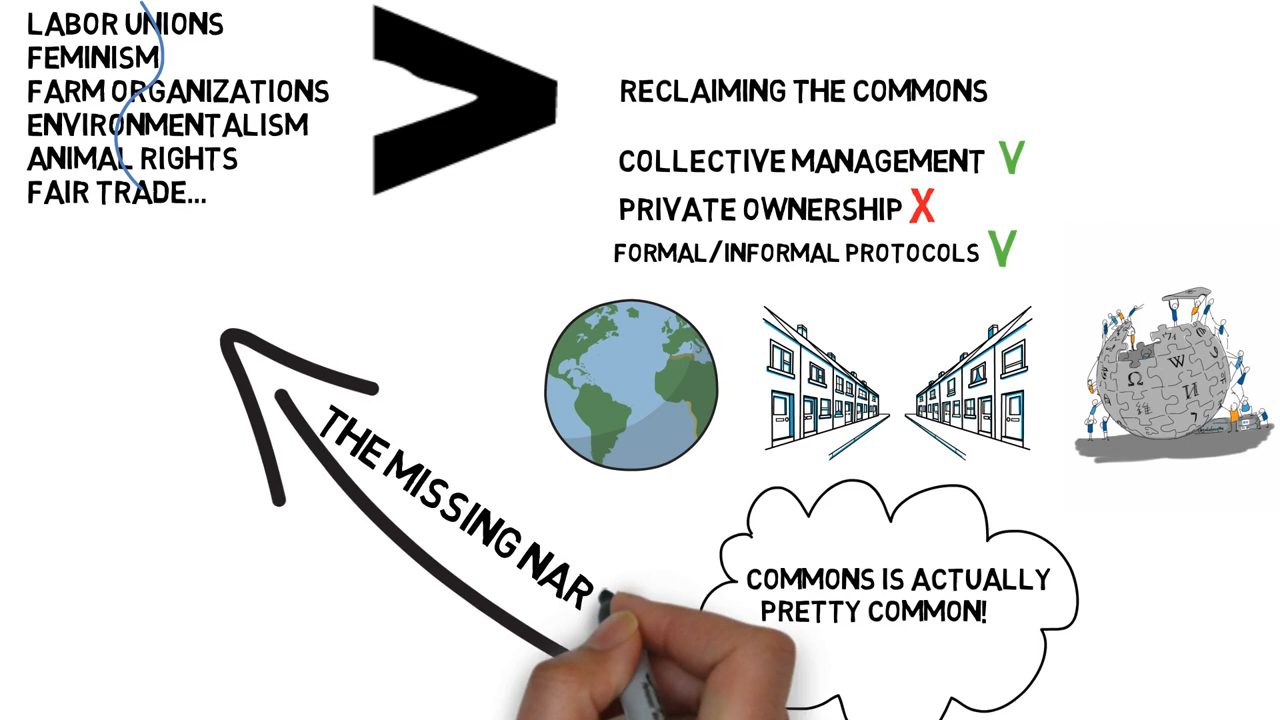 LABOR UNIONS
FEMINISM
FARM ORGANIZATIONS
ENVIRONMENTALISM
ANIMAL RIGHTS
FAIR TRADE...
>
RECLAIMING THE COMMONS
COLLECTIVE MANAGEMENT V
PRIVATE OWNERSHIP X
FORMAL/INFORMAL PROTOCOLS V
Ω W И
THE MISSING NAR
COMMONS IS ACTUALLY
PRETTY COMMON!